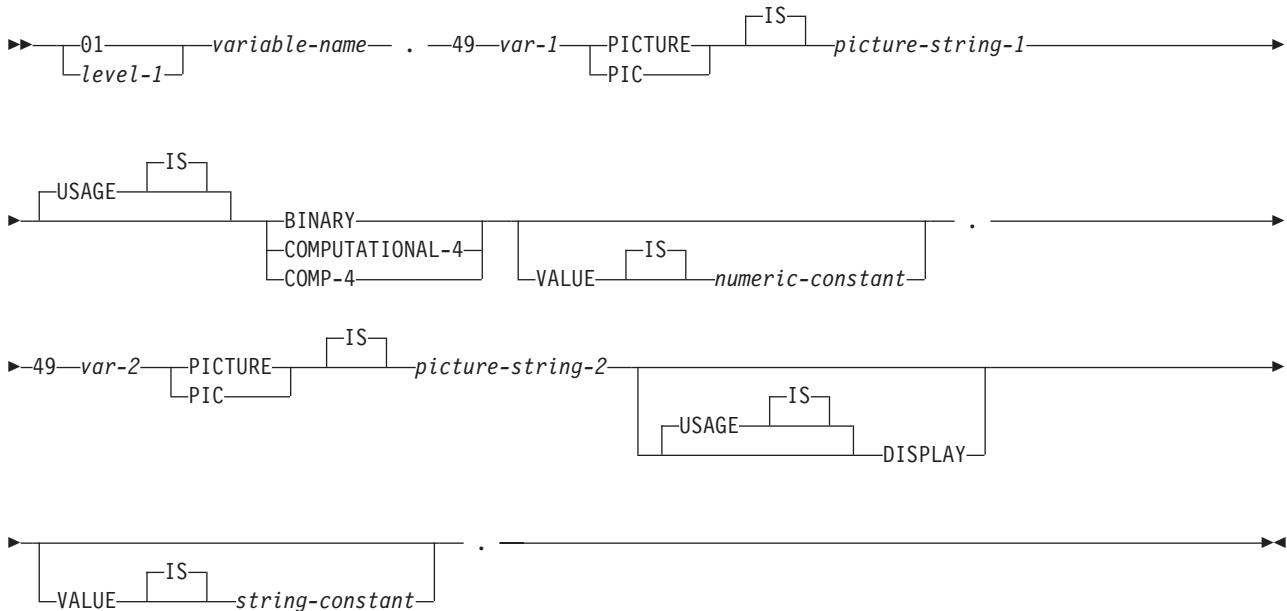 IS
01 variable-name . 49 var-1 PICTURE picture-string-1
level-1 PIC
IS
USAGE
BINARY
COMPUTATIONAL-4 IS .
COMP-4 VALUE numeric-constant
IS
49 var-2 PICTURE picture-string-2
PIC IS
USAGE
DISPLAY
.
IS
VALUE string-constant